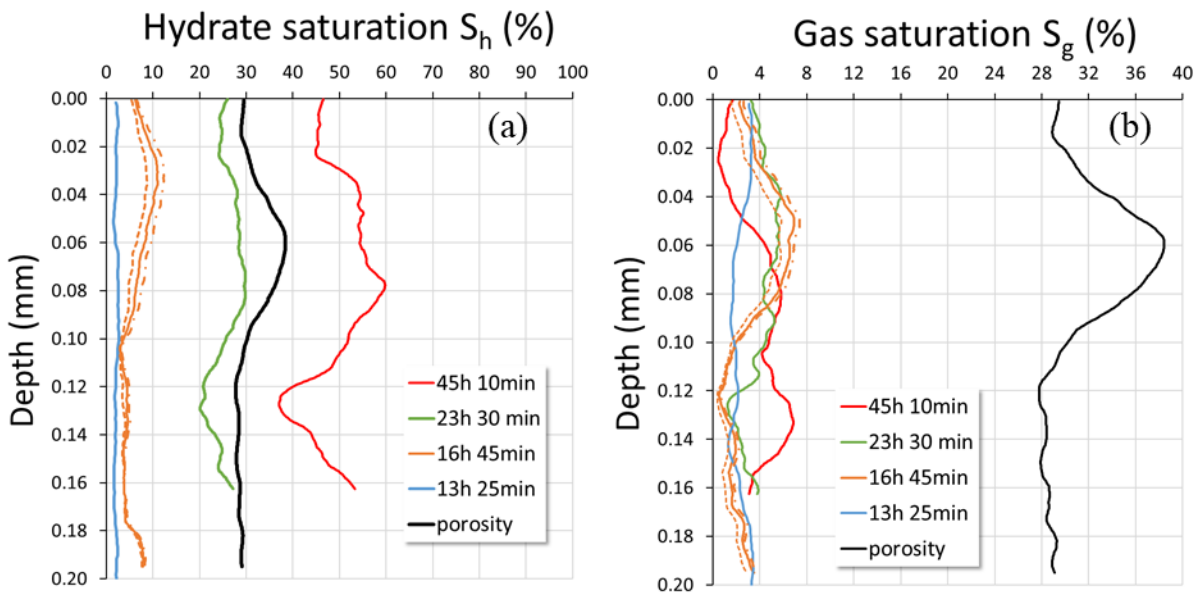 Hydrate saturation Sh (%)
0 10 20 30 40 50 60 70 80 90 100
0.00
0.02
0.04
0.06
0.08
0.10
0.12
0.14
0.16
0.18
0.20
Depth (mm)
(a)
45h 10min
23h 30 min
16h 45min
13h 25min
porosity
Gas saturation Sg (%)
0 4 8 12 16 20 24 28 32 36 40
0.00
0.02
0.04
0.06
0.08
0.10
0.12
0.14
0.16
0.18
0.20
Depth (mm)
(b)
45h 10min
23h 30 min
16h 45min
13h 25min
porosity